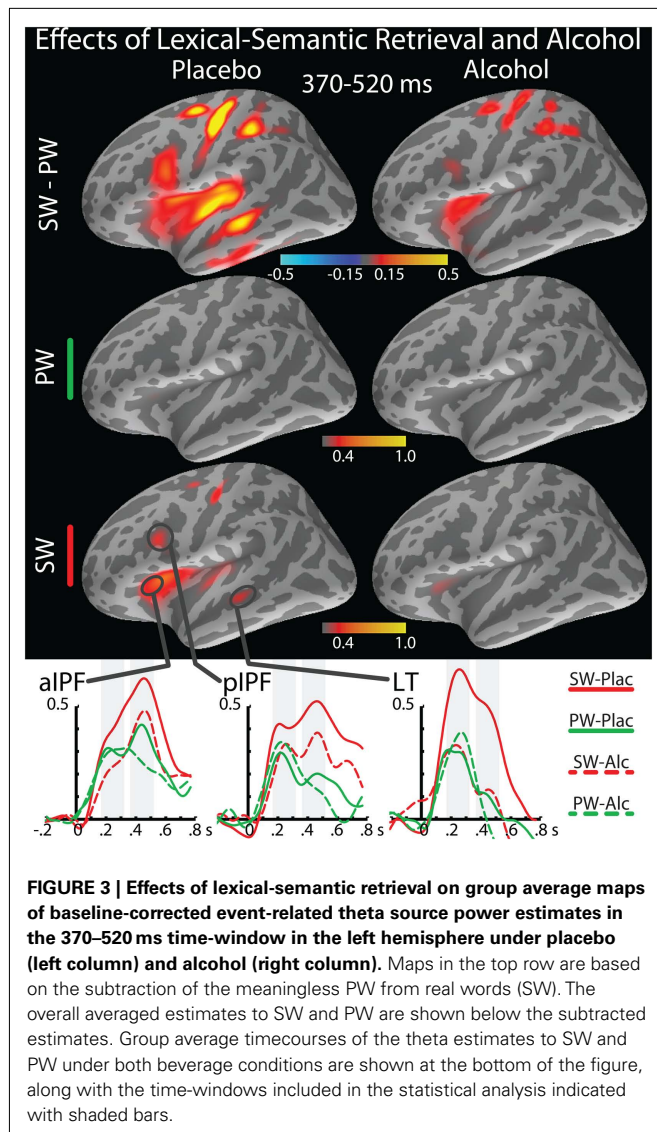 Effects of Lexical-Semantic Retrieval and Alcohol
Placebo
370-520 ms
Alcohol
SW - PW
-0.5 -0.15 0.15 0.5
PW
0.4 1.0
SW
0.4 1.0
aIPF
pIPF
LT
0.5
0.5
0.5
SW-Plac
PW-Plac
SW-Alc
PW-Alc
-.2 0 .2 .4 .6 .8 s
0 .2 .4 .6 .8 s
0 .2 .4 .6 .8 s
FIGURE 3 | Effects of lexical-semantic retrieval on group average maps
of baseline-corrected event-related theta source power estimates in
the 370–520 ms time-window in the left hemisphere under placebo
(left column) and alcohol (right column). Maps in the top row are based
on the subtraction of the meaningless PW from real words (SW). The
overall averaged estimates to SW and PW are shown below the subtracted
estimates. Group average timecourses of the theta estimates to SW and
PW under both beverage conditions are shown at the bottom of the figure,
along with the time-windows included in the statistical analysis indicated
with shaded bars.